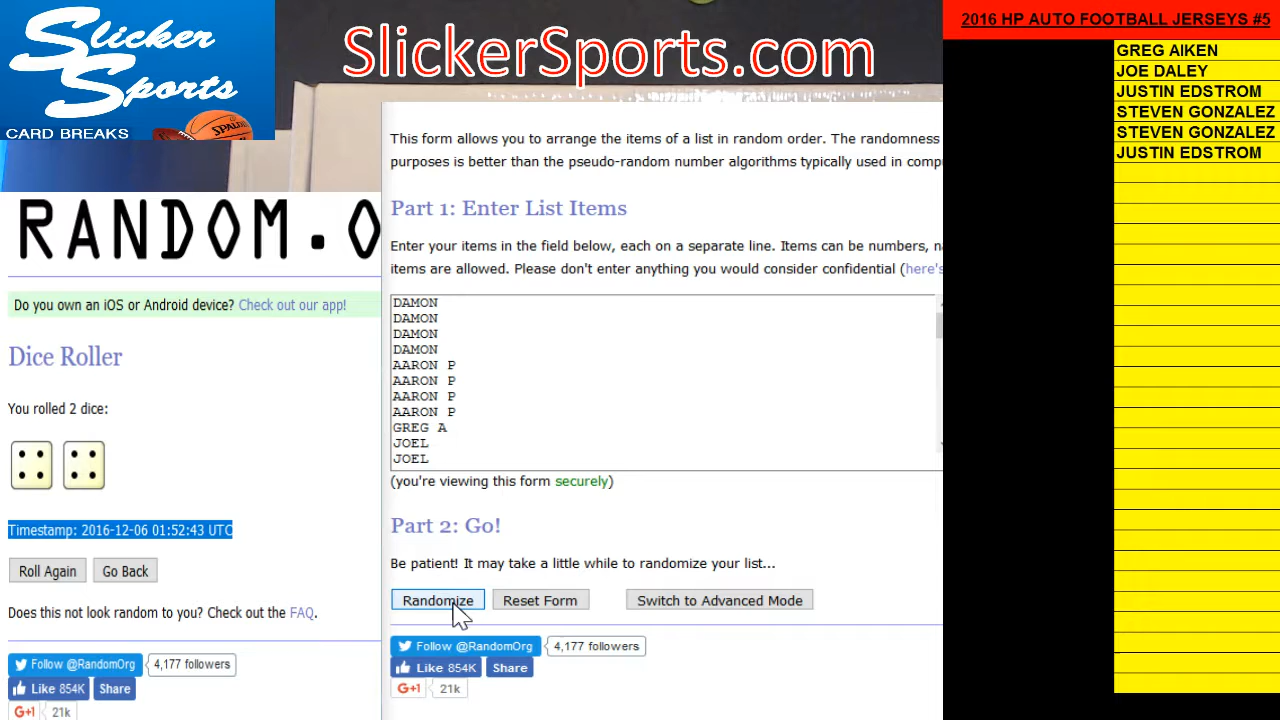 Slicker
Sports
CARD BREAKS
SPALDING
SlickerSports.com
2016 HP AUTO FOOTBALL JERSEYS #5
GREG AIKEN
JOE DALEY
JUSTIN EDSTROM
STEVEN GONZALEZ
STEVEN GONZALEZ
JUSTIN EDSTROM
RANDOM.O
Do you own an iOS or Android device? Check out our app!
Dice Roller
You rolled 2 dice:
Timestamp: 2016-12-06 01:52:43 UTC
Roll Again
Go Back
Does this not look random to you? Check out the FAQ.
Follow @RandomOrg
4,177 followers
Like 854K
Share
G+1
21k
This form allows you to arrange the items of a list in random order. The randomness
purposes is better than the pseudo-random number algorithms typically used in compu
Part 1: Enter List Items
Enter your items in the field below, each on a separate line. Items can be numbers, na
items are allowed. Please don't enter anything you would consider confidential (here's
DAMON
DAMON
DAMON
DAMON
AARON P
AARON P
AARON P
AARON P
GREG A
JOEL
JOEL
(you're viewing this form securely)
Part 2: Go!
Be patient! It may take a little while to randomize your list...
Randomize
Reset Form
Switch to Advanced Mode
Follow @RandomOrg
4,177 followers
Like 854K
Share
G+1
21k